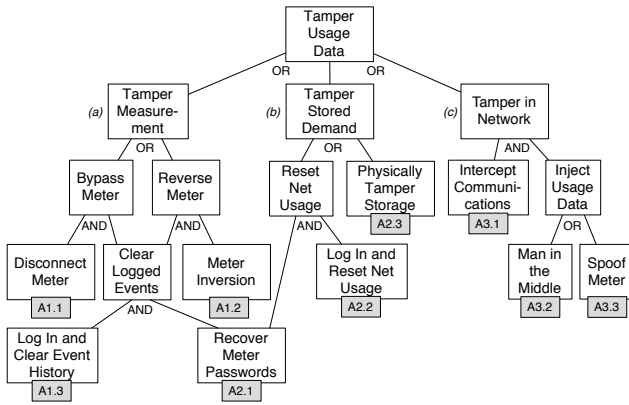 Tamper
Usage
Data
OR
OR
(a)
Tamper
Measure-
ment
(b)
Tamper
Stored
Demand
(c)
Tamper in
Network
OR
OR
AND
Bypass
Meter
Reverse
Meter
Reset
Net
Usage
Physically
Tamper
Storage
A2.3
Intercept
Communi-
cations
A3.1
Inject
Usage
Data
AND
AND
AND
OR
Disconnect
Meter
A1.1
Clear
Logged
Events
Meter
Inversion
A1.2
Log In and
Reset Net
Usage
A2.2
Man in
the
Middle
A3.2
Spoof
Meter
A3.3
AND
Log In and
Clear Event
History
A1.3
Recover
Meter
Passwords
A2.1